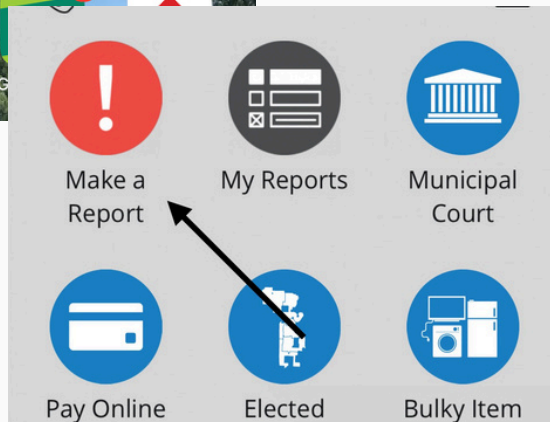 Make a
Report
My Reports
Municipal
Court
Pay Online
Elected
Bulky Item